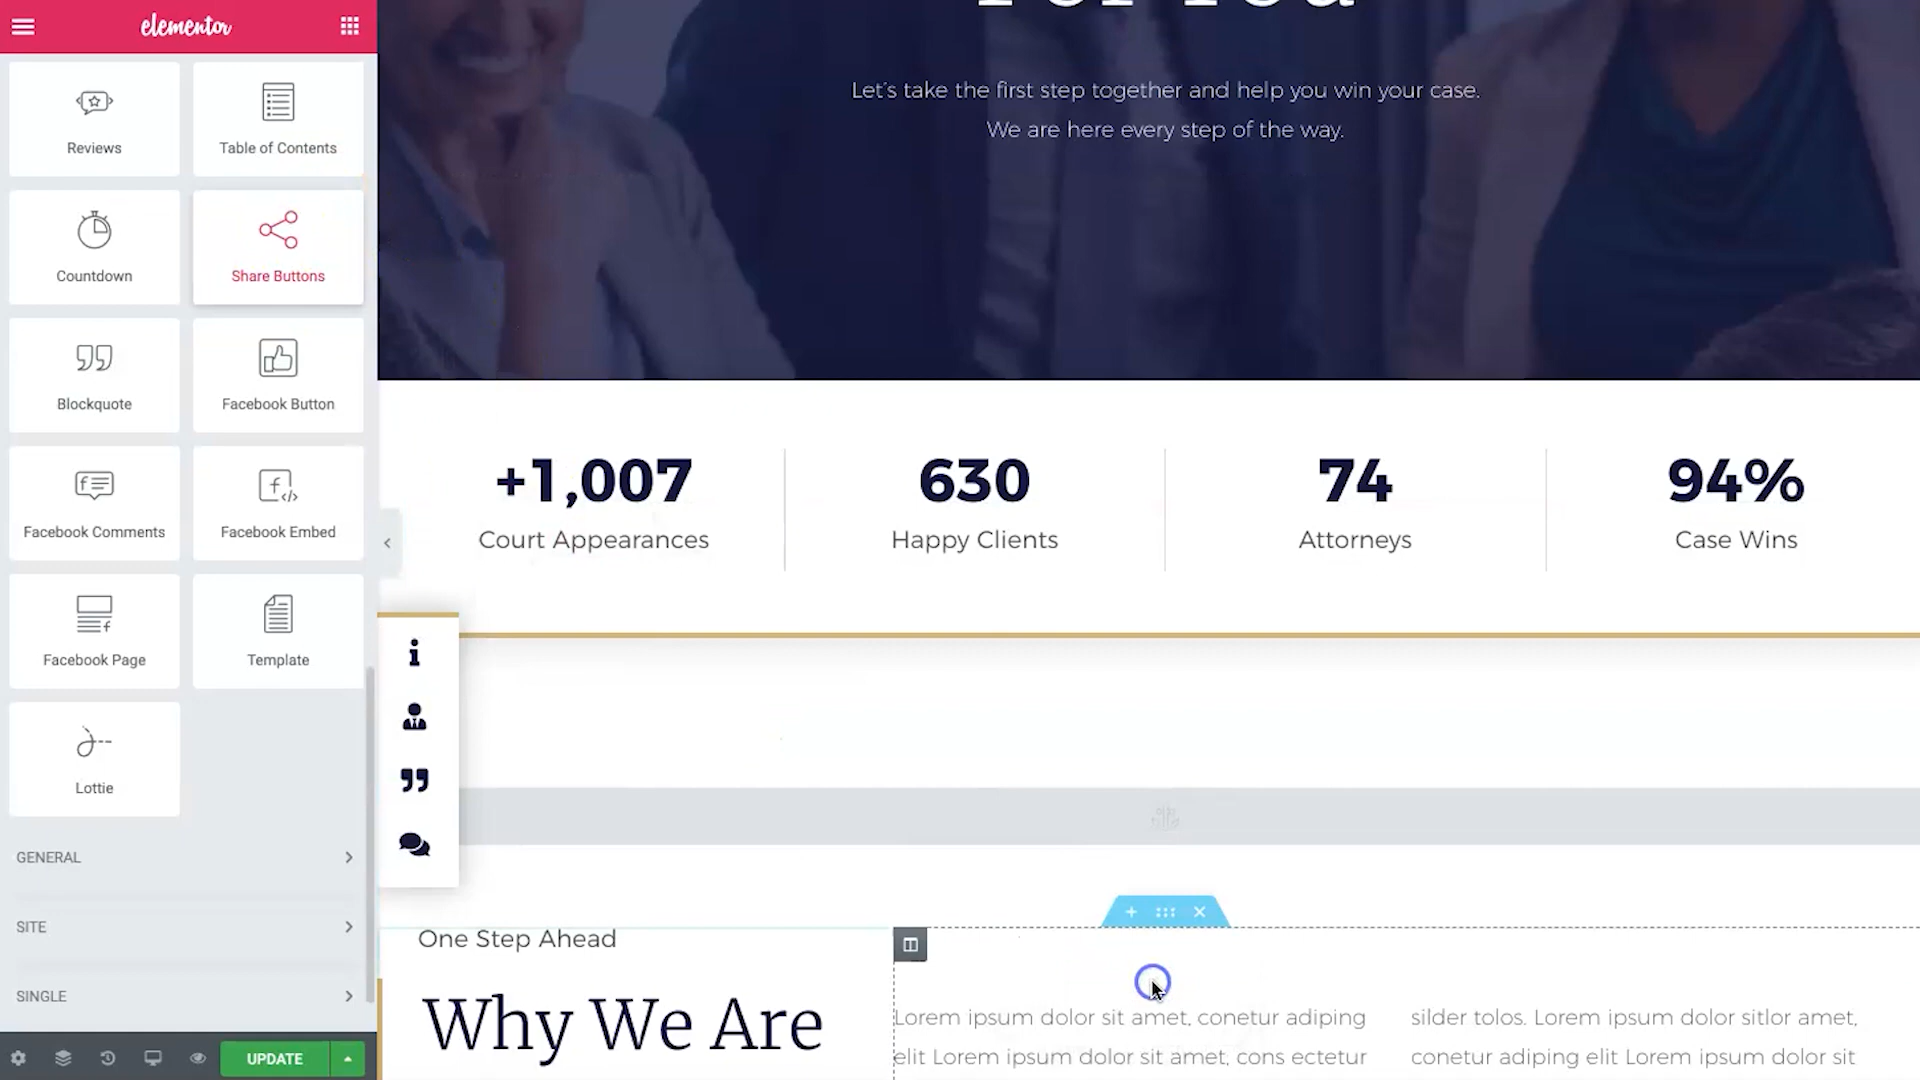 elementor
Reviews
Table of Contents
Countdown
Share Buttons
Blockquote
Facebook Button
Facebook Comments
Facebook Embed
Facebook Page
Template
Lottie
GENERAL
SITE
SINGLE
UPDATE
Let's take the first step together and help you win your case.
We are here every step of the way.
+1,007
Court Appearances
630
Happy Clients
74
Attorneys
94%
Case Wins
One Step Ahead
Why We Are
Lorem ipsum dolor sit amet, conetur adiping
elit Lorem ipsum dolor sit amet, cons ectetur
silder tolos. Lorem ipsum dolor sitlor amet,
conetur adiping elit Lorem ipsum dolor sit